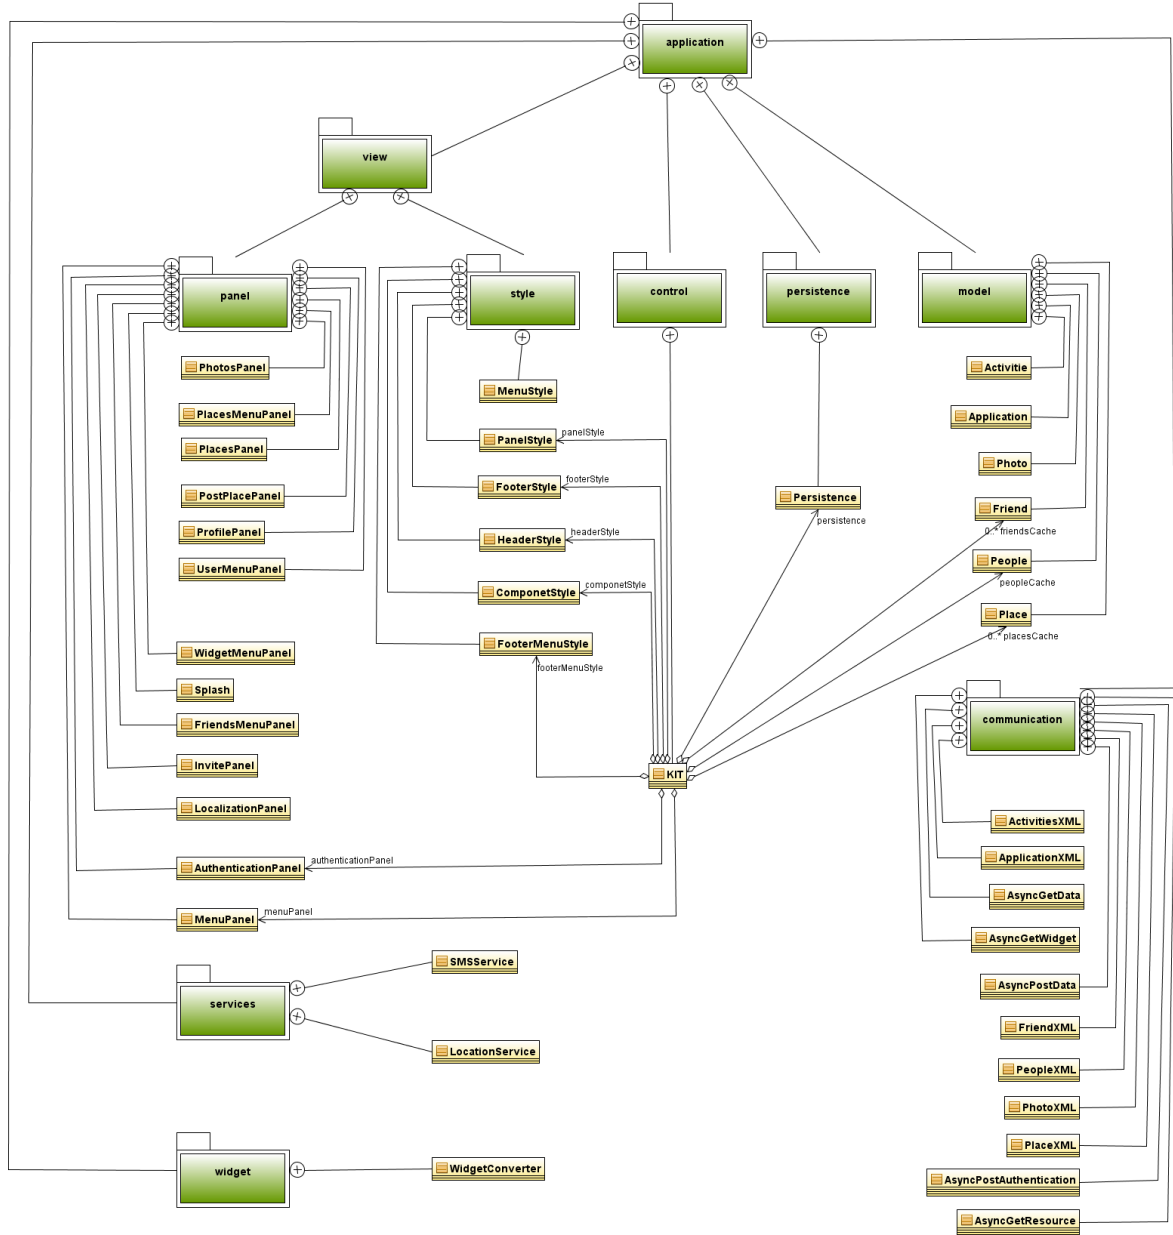 application
view
panel
style
control
persistence
model
PhotosPanel
PlacesMenuPanel
PlacesPanel
PostPlacePanel
ProfilePanel
UserMenuPanel
WidgetMenuPanel
Splash
FriendsMenuPanel
InvitePanel
LocalizationPanel
AuthenticationPanel
authenticationPanel
MenuPanel
menuPanel
MenuStyle
PanelStyle
panelStyle
FooterStyle
footerStyle
HeaderStyle
headerStyle
ComponetStyle
componetStyle
FooterMenuStyle
footerMenuStyle
KIT
Persistence
persistence
Activitie
Application
Photo
Friend
0..* friendsCache
People
peopleCache
Place
0..* placesCache
communication
ActivitiesXML
ApplicationXML
AsyncGetData
AsyncGetWidget
AsyncPostData
FriendXML
PeopleXML
PhotoXML
PlaceXML
AsyncPostAuthentication
AsyncGetResource
services
SMSService
LocationService
widget
WidgetConverter